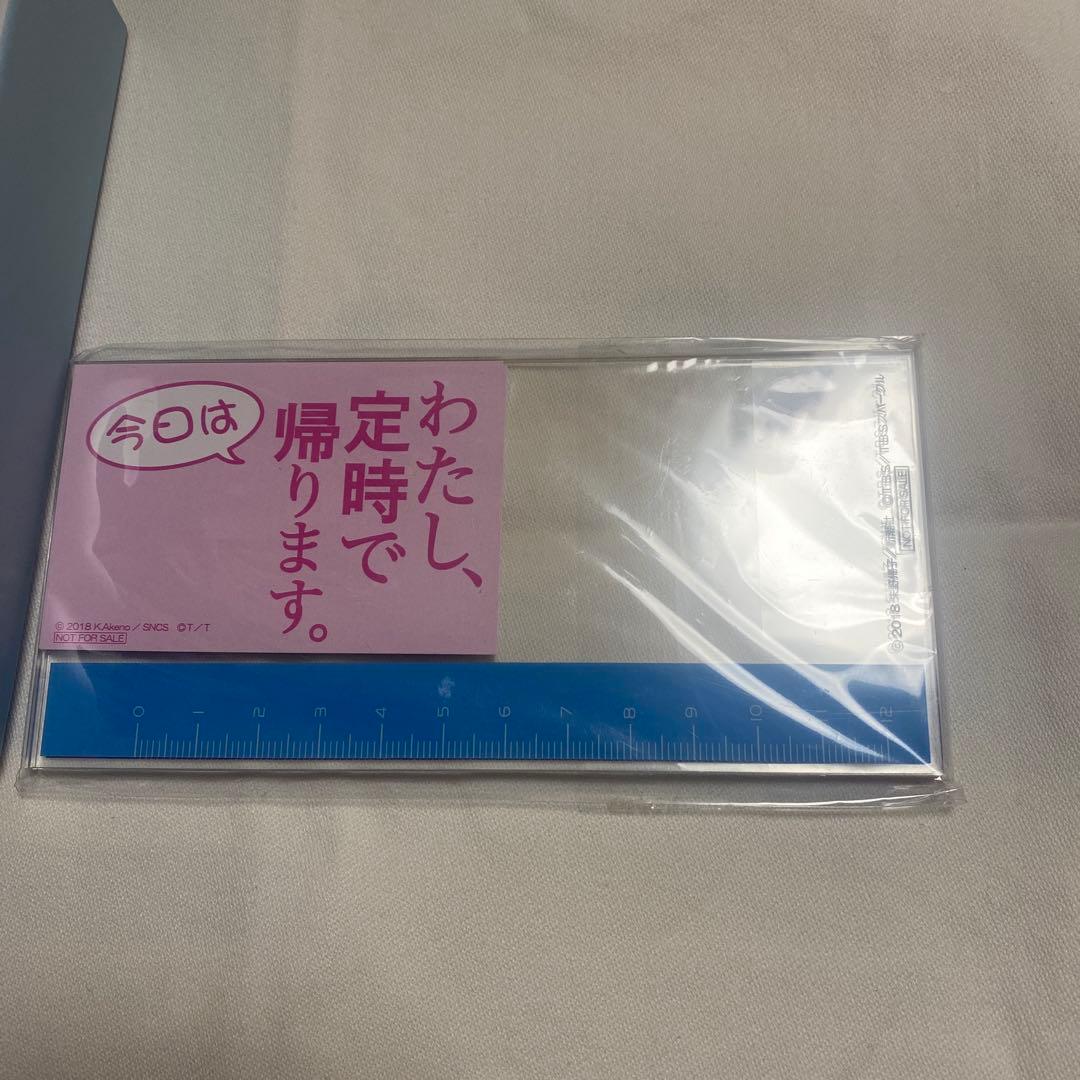 今日は
わたし、
定時で
帰ります。
© 2018 K.Akeno／SNCS ©T／T
NOT FOR SALE
0 1 2 3 4 5 6 7 8 9 10 11 12
©2018 朱野帰子／新潮社 ©TBS／TBSスパークル
NOT FOR SALE